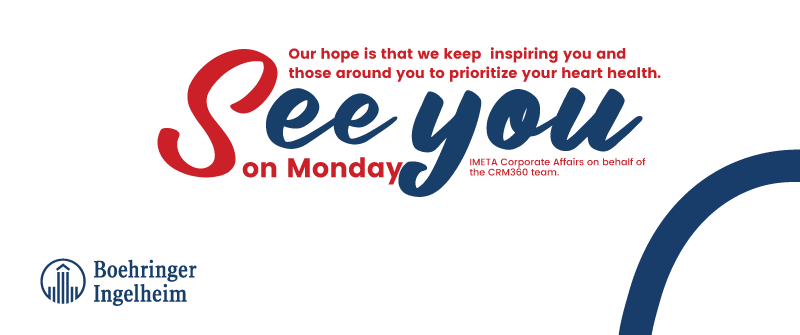 Our hope is that we keep inspiring you and
those around you to prioritize your heart health.
See you
on Monday
IMETA Corporate Affairs on behalf of
the CRM360 team.
Boehringer
Ingelheim